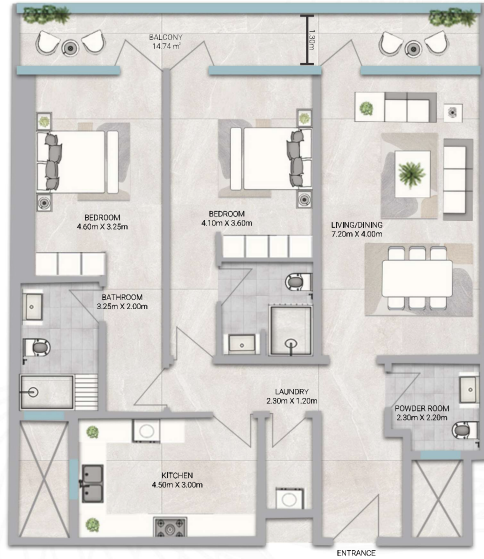 BALCONY
14.74 m²
1.30m
BEDROOM
4.60m X 3.25m
BEDROOM
4.10m X 3.60m
LIVING/DINING
7.20m X 4.00m
BATHROOM
3.25m X 2.00m
LAUNDRY
2.30m X 1.20m
POWDER ROOM
2.30m X 2.20m
KITCHEN
4.50m X 3.00m
ENTRANCE